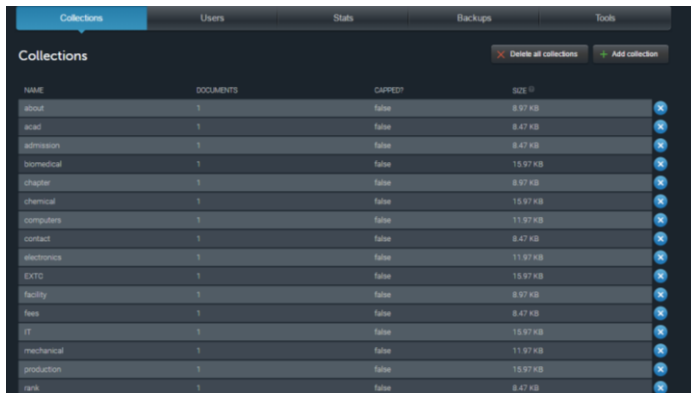 Collections Users Stats Backups Tools
Collections Delete all collections Add collection
NAME DOCUMENTS CAPPED? SIZE
about 1 false 8.97 KB
acad 1 false 8.47 KB
admission 1 false 8.47 KB
biomedical 1 false 15.97 KB
chapter 1 false 8.97 KB
chemical 1 false 15.97 KB
computers 1 false 11.97 KB
contact 1 false 8.47 KB
electronics 1 false 11.97 KB
EXTC 1 false 15.97 KB
facility 1 false 8.97 KB
fees 1 false 8.47 KB
IT 1 false 15.97 KB
mechanical 1 false 11.97 KB
production 1 false 15.97 KB
rank 1 false 8.47 KB